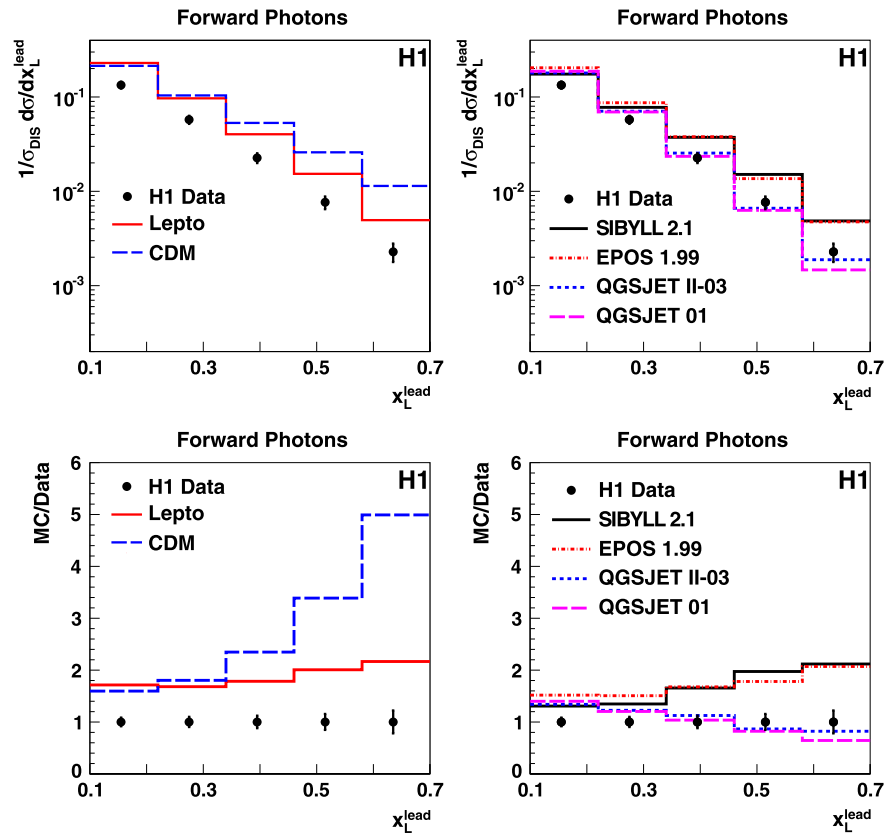 Forward Photons
H1
1/σDIS dσ/dxLlead
10-1
10-2
10-3
H1 Data
Lepto
CDM
0.1 0.3 0.5 0.7
xLlead
Forward Photons
H1
1/σDIS dσ/dxLlead
10-1
10-2
10-3
H1 Data
SIBYLL 2.1
EPOS 1.99
QGSJET II-03
QGSJET 01
0.1 0.3 0.5 0.7
xLlead
Forward Photons
H1
MC/Data
6
5
4
3
2
1
0
H1 Data
Lepto
CDM
0.1 0.3 0.5 0.7
xLlead
Forward Photons
H1
MC/Data
6
5
4
3
2
1
0
H1 Data
SIBYLL 2.1
EPOS 1.99
QGSJET II-03
QGSJET 01
0.1 0.3 0.5 0.7
xLlead